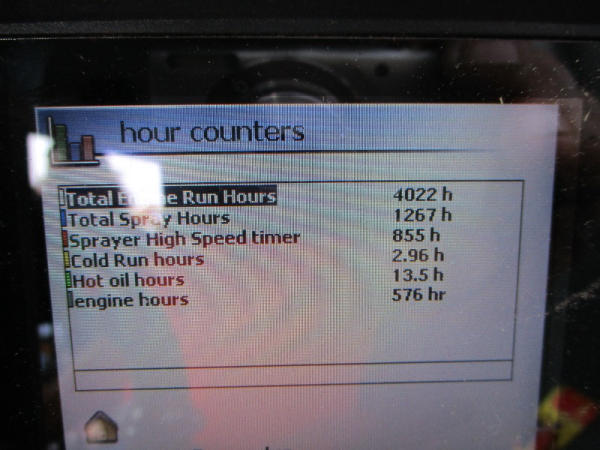 hour counters
Total Engine Run Hours 4022 h
Total Spray Hours 1267 h
Sprayer High Speed timer 855 h
Cold Run hours 2.96 h
Hot oil hours 13.5 h
engine hours 576 hr